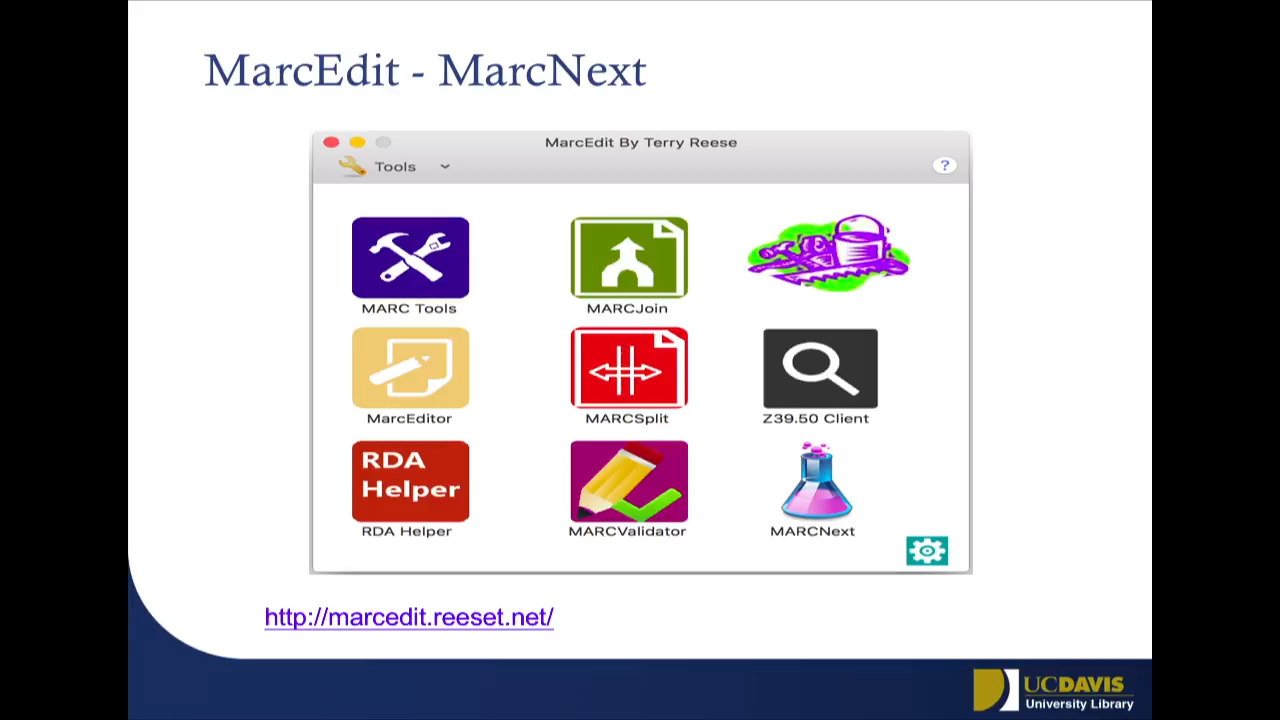 MarcEdit - MarcNext
MarcEdit By Terry Reese
Tools
?
MARC Tools
MARCJoin
MarcEditor
MARCSplit
Z39.50 Client
RDA
Helper
RDA Helper
MARCValidator
MARCNext
http://marcedit.reeset.net/
UCDAVIS
University Library